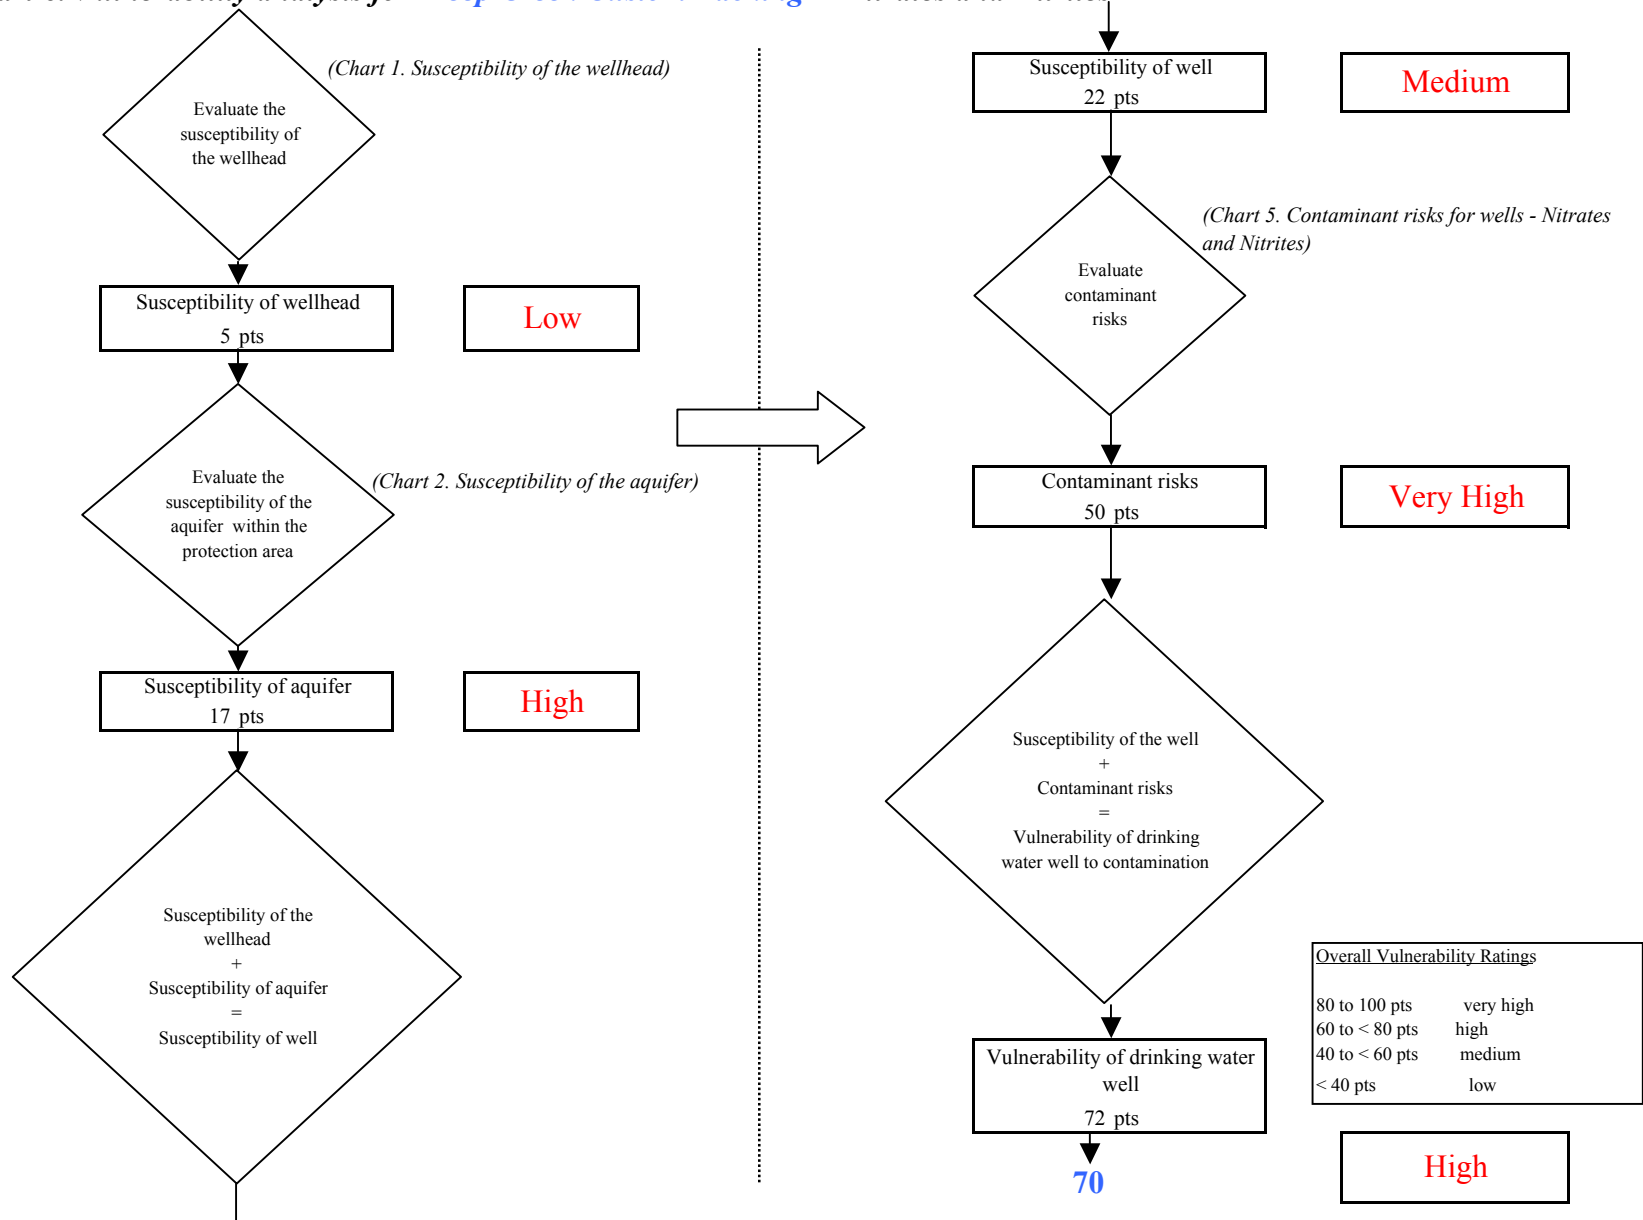 (Chart 1. Susceptibility of the wellhead)
Evaluate the
susceptibility of
the wellhead
Susceptibility of wellhead
5 pts
Low
Evaluate the
susceptibility of the
aquifer within the
protection area
(Chart 2. Susceptibility of the aquifer)
Susceptibility of aquifer
17 pts
High
Susceptibility of the
wellhead
+
Susceptibility of aquifer
=
Susceptibility of well
Susceptibility of well
22 pts
Medium
(Chart 5. Contaminant risks for wells - Nitrates
and Nitrites)
Evaluate
contaminant
risks
Contaminant risks
50 pts
Very High
Susceptibility of the well
+
Contaminant risks
=
Vulnerability of drinking
water well to contamination
Overall Vulnerability Ratings
80 to 100 pts very high
60 to < 80 pts high
40 to < 60 pts medium
< 40 pts low
Vulnerability of drinking water
well
72 pts
70
High